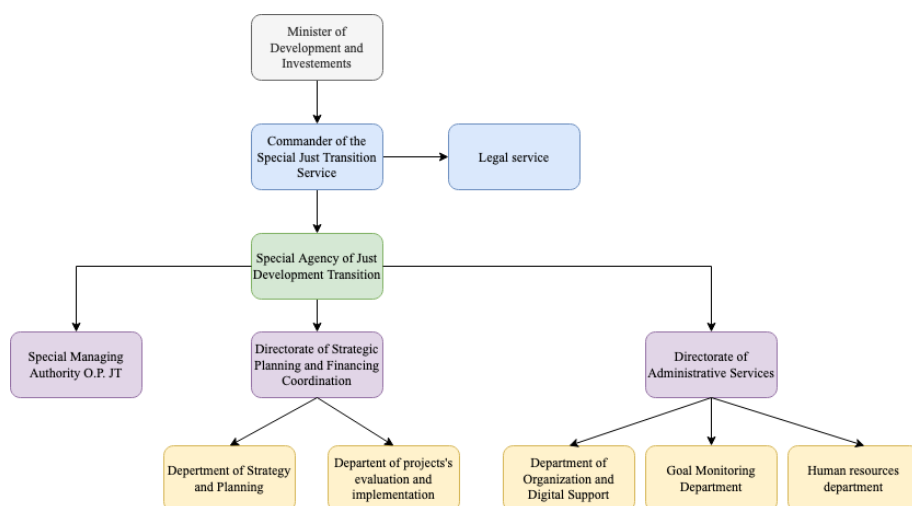 Minister of
Development and
Investements
Commander of the
Special Just Transition
Service
Legal service
Special Agency of Just
Development Transition
Special Managing
Authority O.P. JT
Directorate of Strategic
Planning and Financing
Coordination
Directorate of
Administrative Services
Department of Strategy
and Planning
Departent of projects's
evaluation and
implementation
Department of
Organization and
Digital Support
Goal Monitoring
Department
Human resources
department